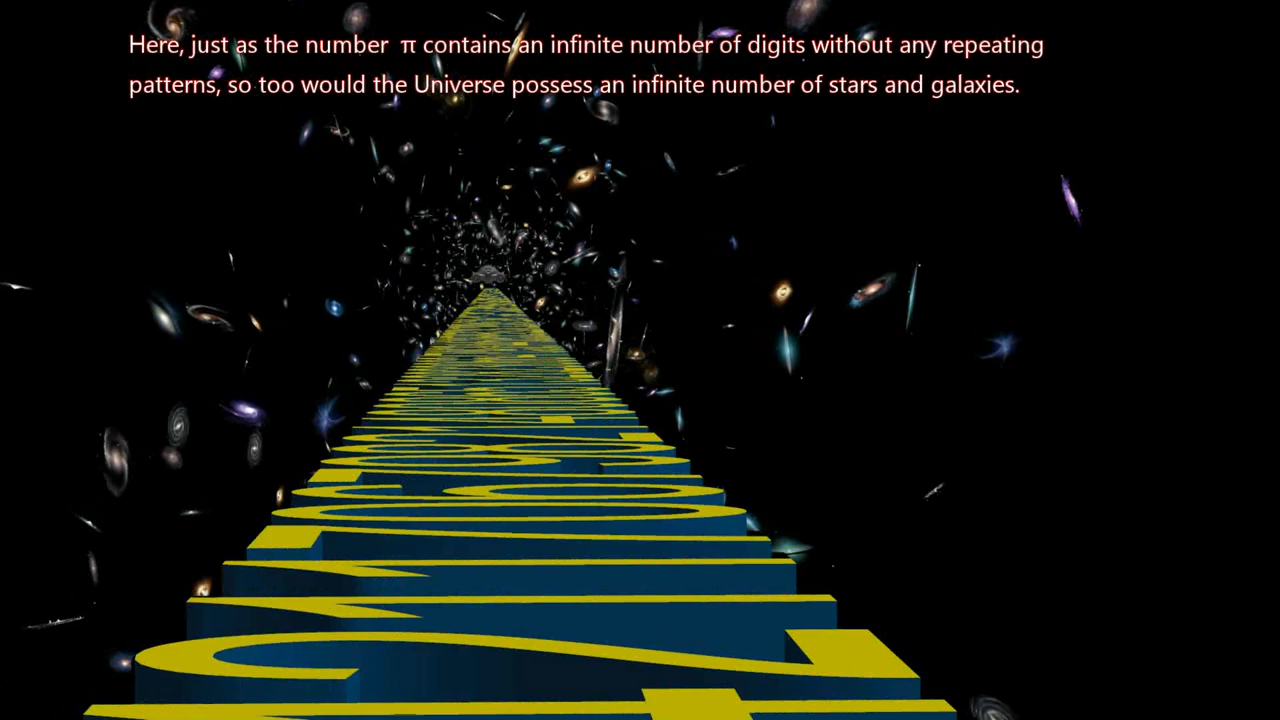 Here, just as the number π contains an infinite number of digits without any repeating
patterns, so too would the Universe possess an infinite number of stars and galaxies.